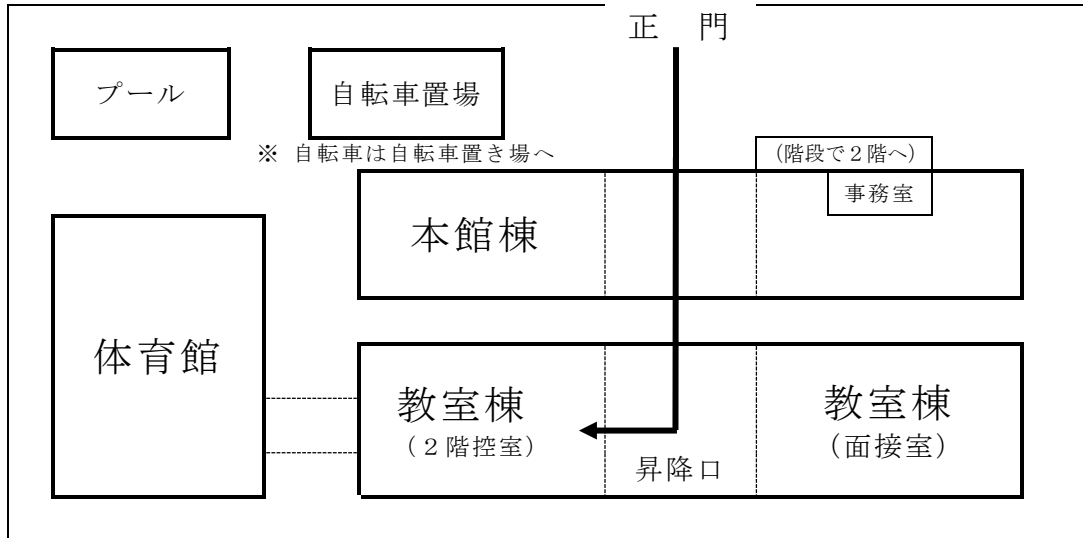 正　門
プール
自転車置場
※ 自転車は自転車置き場へ
(階段で２階へ)
事務室
本館棟
体育館
教室棟
（２階控室）
昇降口
教室棟
（面接室）